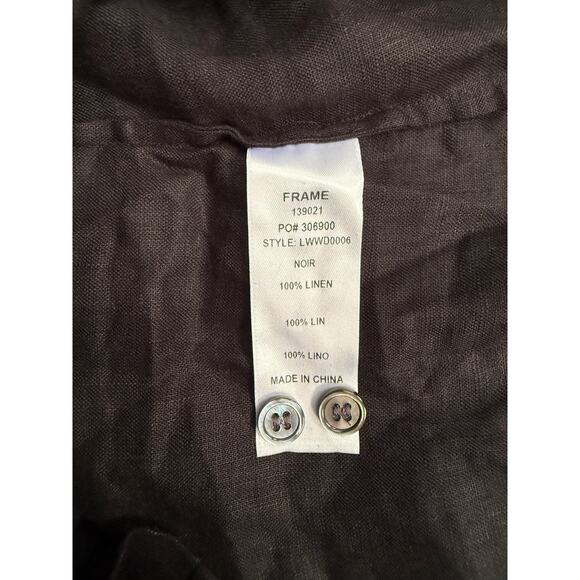 FRAME
139021
PO# 306900
STYLE: LWWD0006
NOIR
100% LINEN
100% LIN
100% LINO
MADE IN CHINA